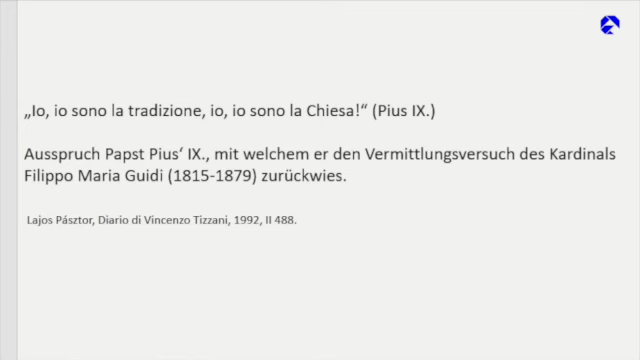 „Io, io sono la tradizione, io, io sono la Chiesa!“ (Pius IX.)
Ausspruch Papst Pius‘ IX., mit welchem er den Vermittlungsversuch des Kardinals
Filippo Maria Guidi (1815-1879) zurückwies.
Lajos Pásztor, Diario di Vincenzo Tizzani, 1992, II 488.